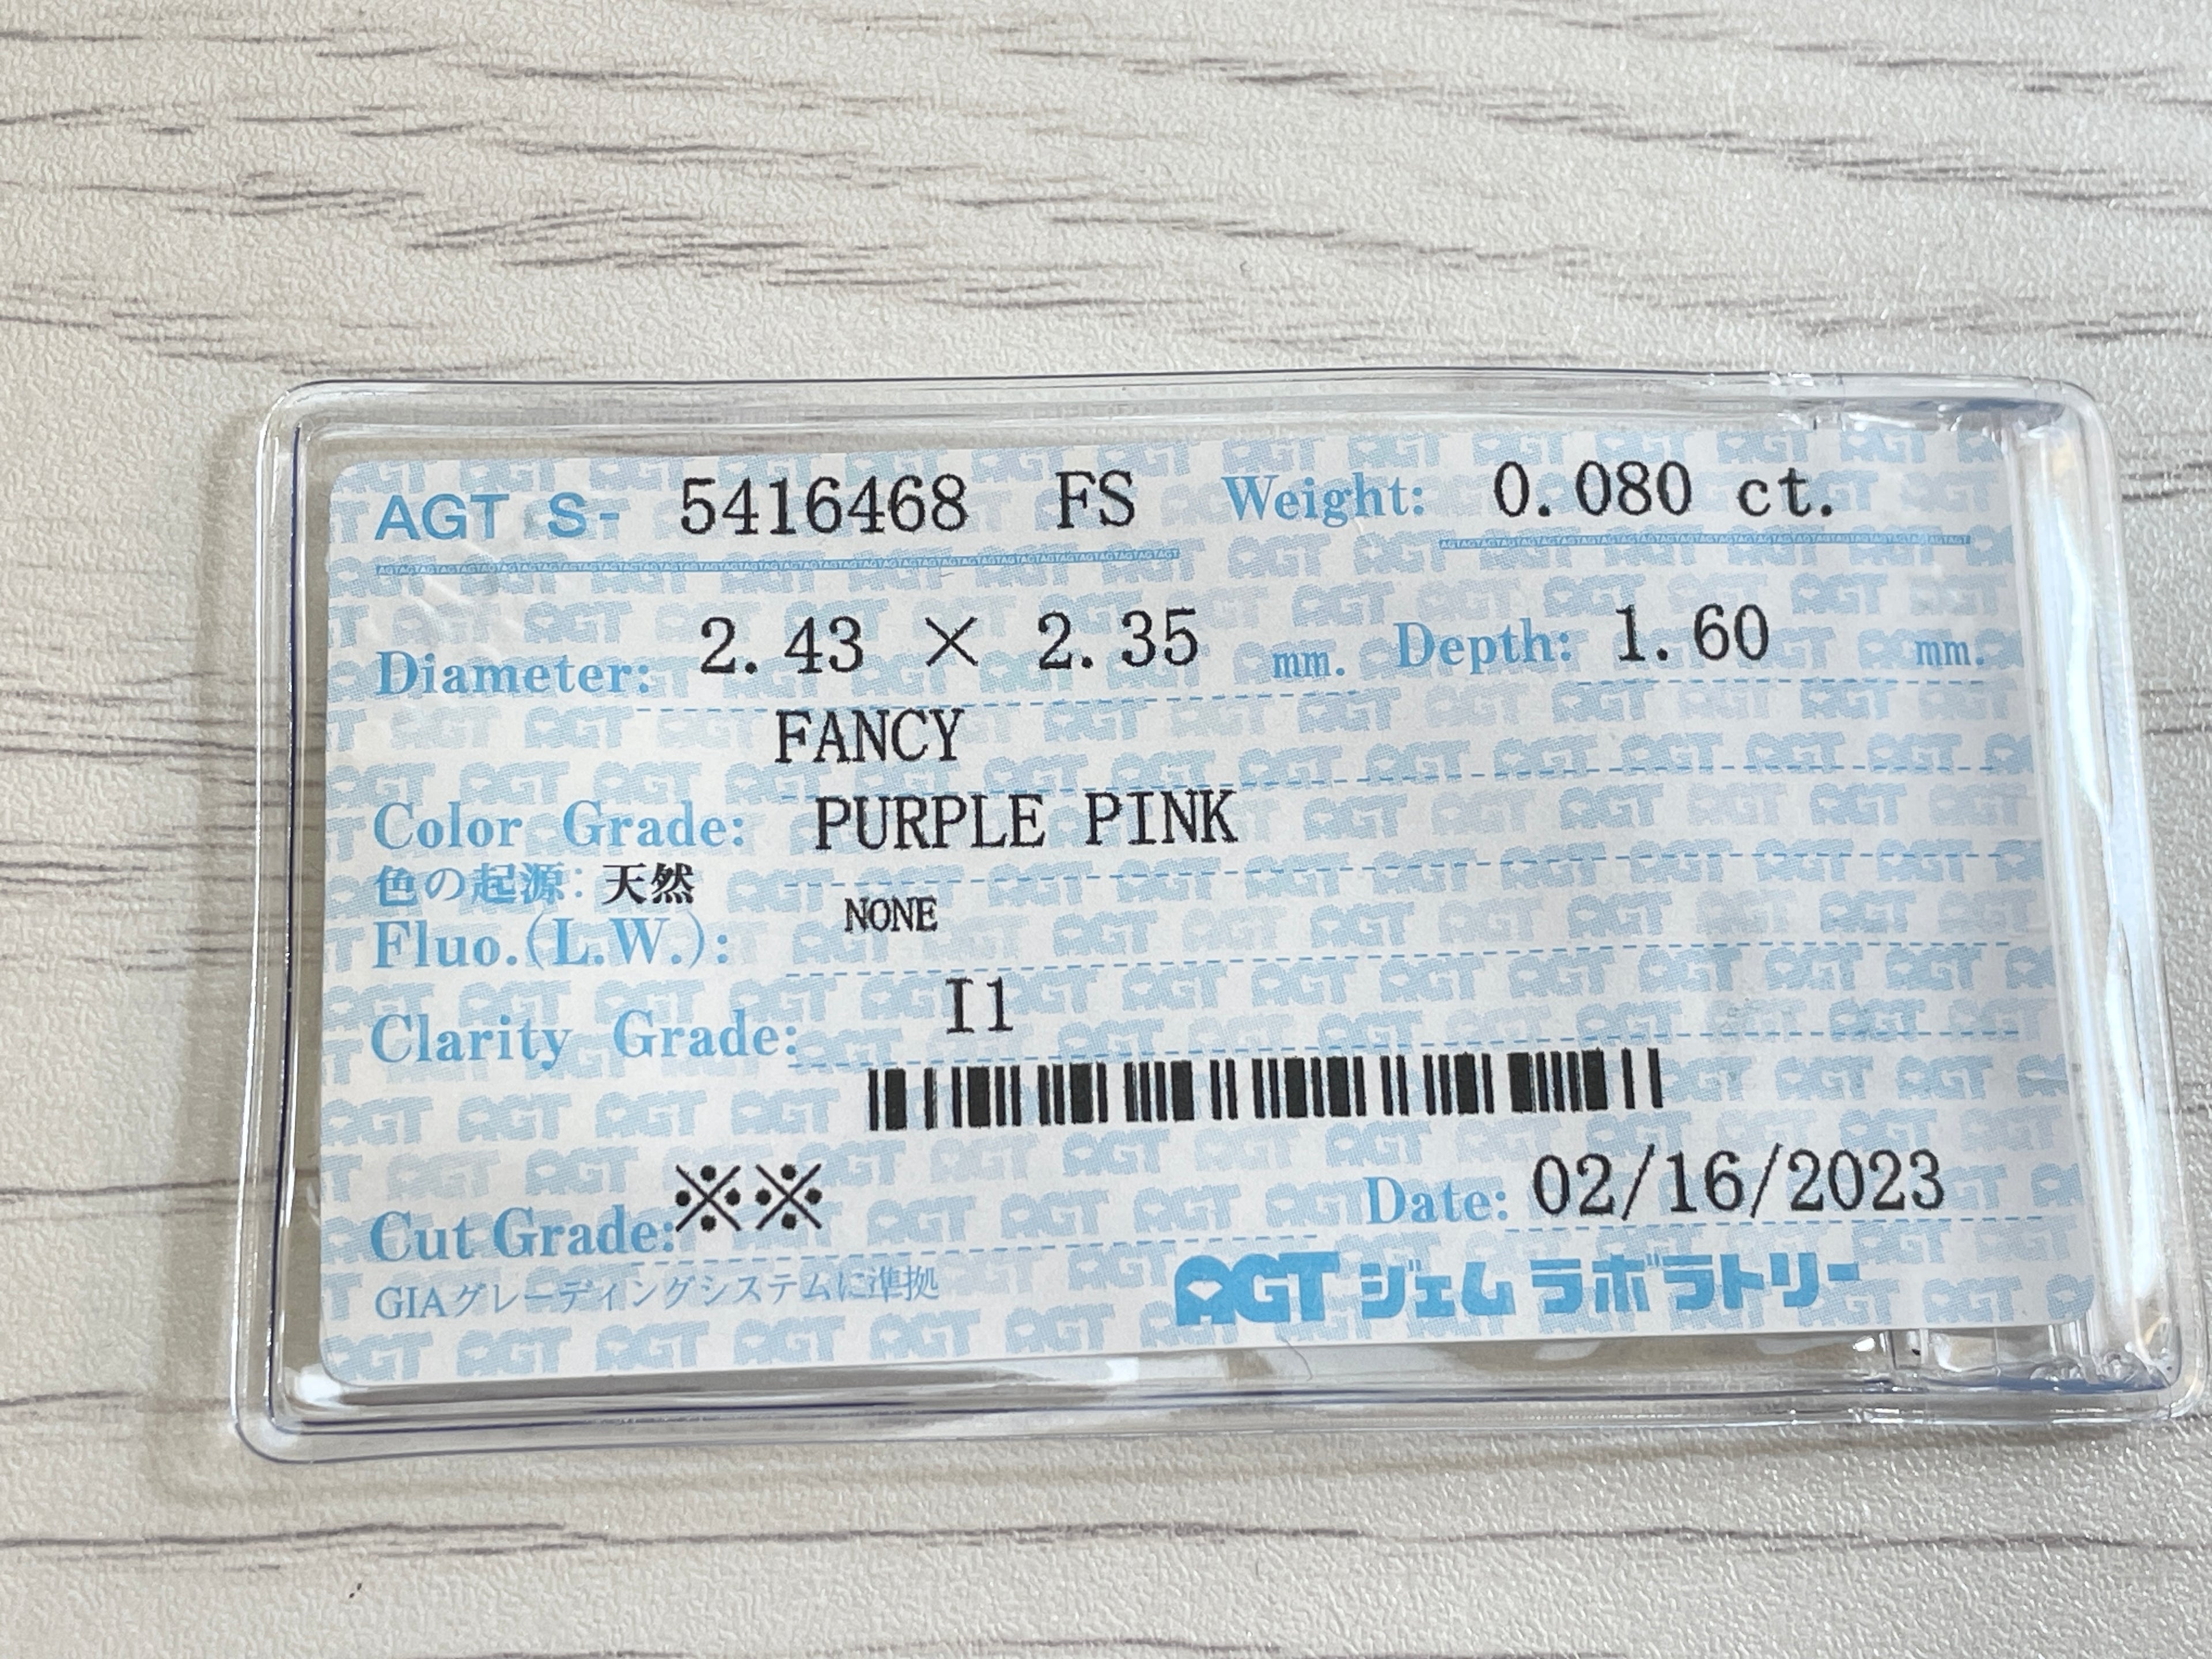 AGT S- 5416468 FS Weight: 0.080 ct.
Diameter: 2.43 × 2.35 mm. Depth: 1.60 mm.
FANCY
Color Grade: PURPLE PINK
色の起源: 天然
Fluo.(L.W.): NONE
Clarity Grade: I1
Cut Grade: ※※ Date: 02/16/2023
GIAグレーディングシステムに準拠 AGT ジェム ラボラトリー